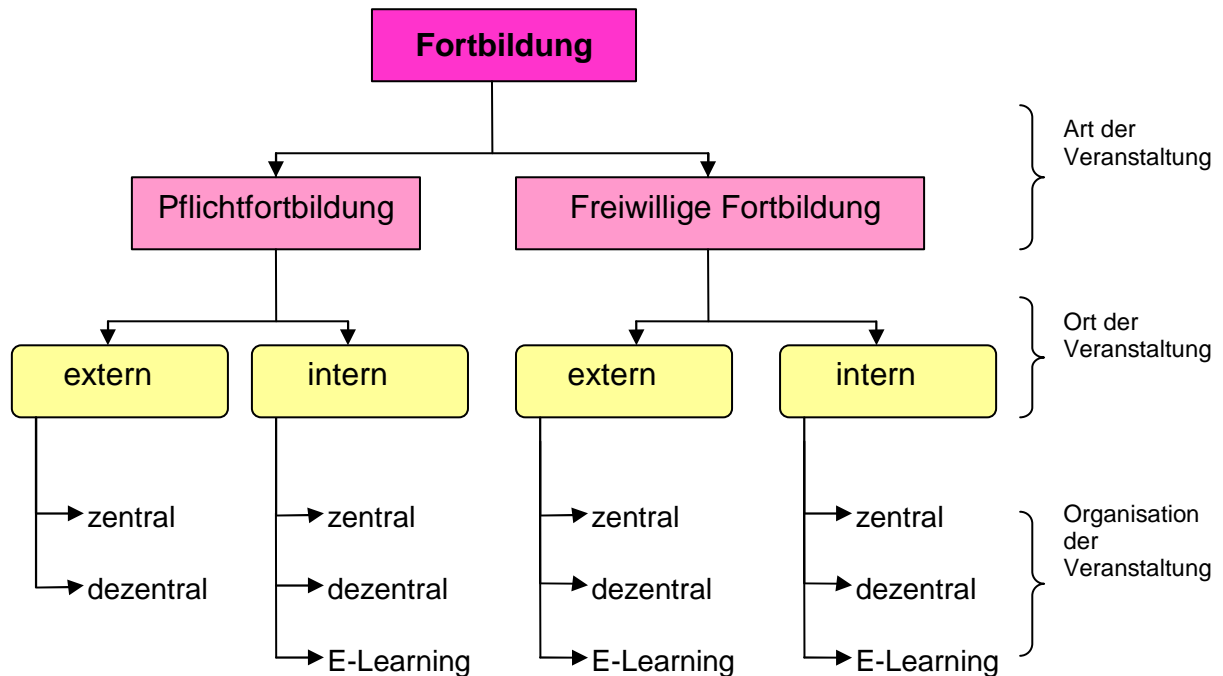 Fortbildung
Art der
Veranstaltung
Pflichtfortbildung
Freiwillige Fortbildung
Ort der
Veranstaltung
extern
intern
extern
intern
zentral
zentral
zentral
zentral
Organisation
der
Veranstaltung
dezentral
dezentral
dezentral
dezentral
E-Learning
E-Learning
E-Learning